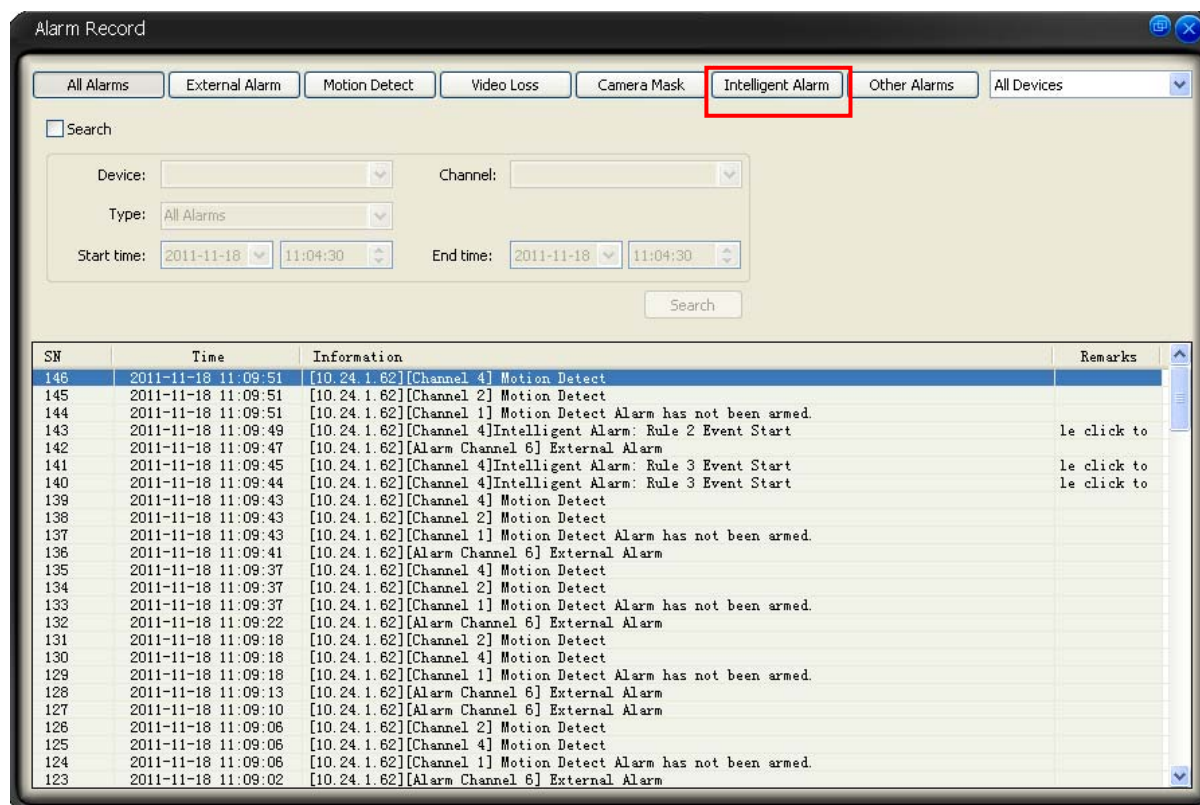 Alarm Record
All Alarms External Alarm Motion Detect Video Loss Camera Mask Intelligent Alarm Other Alarms All Devices
Search
Device: Channel:
Type: All Alarms
Start time: 2011-11-18 11:04:30 End time: 2011-11-18 11:04:30
Search
SN Time Information Remarks
146 2011-11-18 11:09:51 [10.24.1.62][Channel 4] Motion Detect
145 2011-11-18 11:09:51 [10.24.1.62][Channel 2] Motion Detect
144 2011-11-18 11:09:51 [10.24.1.62][Channel 1] Motion Detect Alarm has not been armed.
143 2011-11-18 11:09:49 [10.24.1.62][Channel 4]Intelligent Alarm: Rule 2 Event Start le click to
142 2011-11-18 11:09:47 [10.24.1.62][Alarm Channel 6] External Alarm
141 2011-11-18 11:09:45 [10.24.1.62][Channel 4]Intelligent Alarm: Rule 3 Event Start le click to
140 2011-11-18 11:09:44 [10.24.1.62][Channel 4]Intelligent Alarm: Rule 3 Event Start le click to
139 2011-11-18 11:09:43 [10.24.1.62][Channel 4] Motion Detect
138 2011-11-18 11:09:43 [10.24.1.62][Channel 2] Motion Detect
137 2011-11-18 11:09:43 [10.24.1.62][Channel 1] Motion Detect Alarm has not been armed.
136 2011-11-18 11:09:41 [10.24.1.62][Alarm Channel 6] External Alarm
135 2011-11-18 11:09:37 [10.24.1.62][Channel 4] Motion Detect
134 2011-11-18 11:09:37 [10.24.1.62][Channel 2] Motion Detect
133 2011-11-18 11:09:37 [10.24.1.62][Channel 1] Motion Detect Alarm has not been armed.
132 2011-11-18 11:09:22 [10.24.1.62][Alarm Channel 6] External Alarm
131 2011-11-18 11:09:18 [10.24.1.62][Channel 2] Motion Detect
130 2011-11-18 11:09:18 [10.24.1.62][Channel 4] Motion Detect
129 2011-11-18 11:09:18 [10.24.1.62][Channel 1] Motion Detect Alarm has not been armed.
128 2011-11-18 11:09:13 [10.24.1.62][Alarm Channel 6] External Alarm
127 2011-11-18 11:09:10 [10.24.1.62][Alarm Channel 6] External Alarm
126 2011-11-18 11:09:06 [10.24.1.62][Channel 2] Motion Detect
125 2011-11-18 11:09:06 [10.24.1.62][Channel 4] Motion Detect
124 2011-11-18 11:09:06 [10.24.1.62][Channel 1] Motion Detect Alarm has not been armed.
123 2011-11-18 11:09:02 [10.24.1.62][Alarm Channel 6] External Alarm